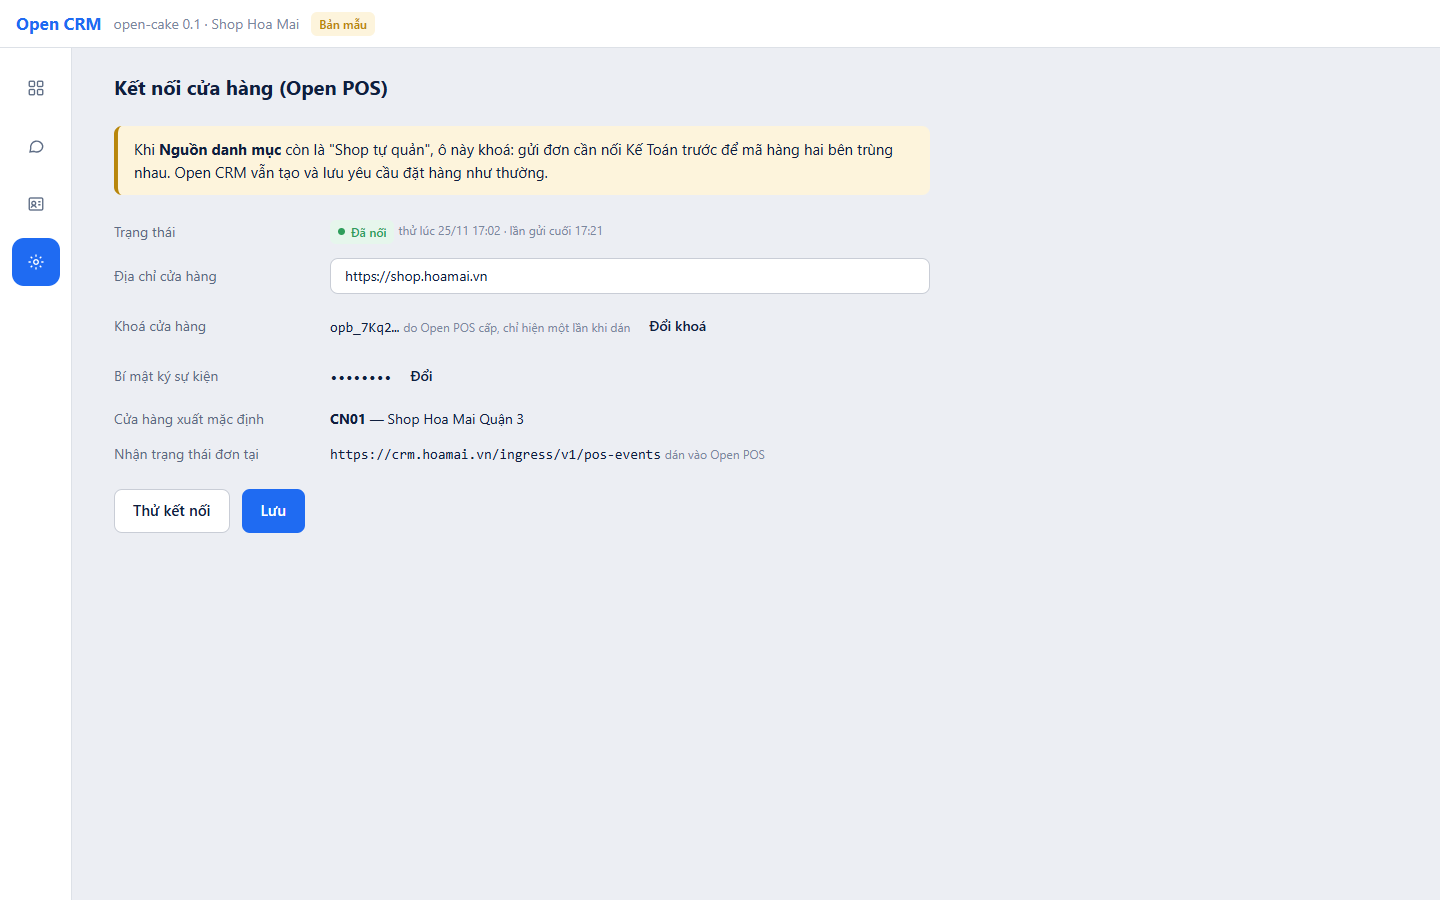 Open CRM open-cake 0.1 · Shop Hoa Mai Bản mẫu
Kết nối cửa hàng (Open POS)
Khi Nguồn danh mục còn là "Shop tự quản", ô này khoá: gửi đơn cần nối Kế Toán trước để mã hàng hai bên trùng
nhau. Open CRM vẫn tạo và lưu yêu cầu đặt hàng như thường.
Trạng thái Đã nối thử lúc 25/11 17:02 · lần gửi cuối 17:21
Địa chỉ cửa hàng https://shop.hoamai.vn
Khoá cửa hàng opb_7Kq2… do Open POS cấp, chỉ hiện một lần khi dán Đổi khoá
Bí mật ký sự kiện •••••••• Đổi
Cửa hàng xuất mặc định CN01 — Shop Hoa Mai Quận 3
Nhận trạng thái đơn tại https://crm.hoamai.vn/ingress/v1/pos-events dán vào Open POS
Thử kết nối Lưu